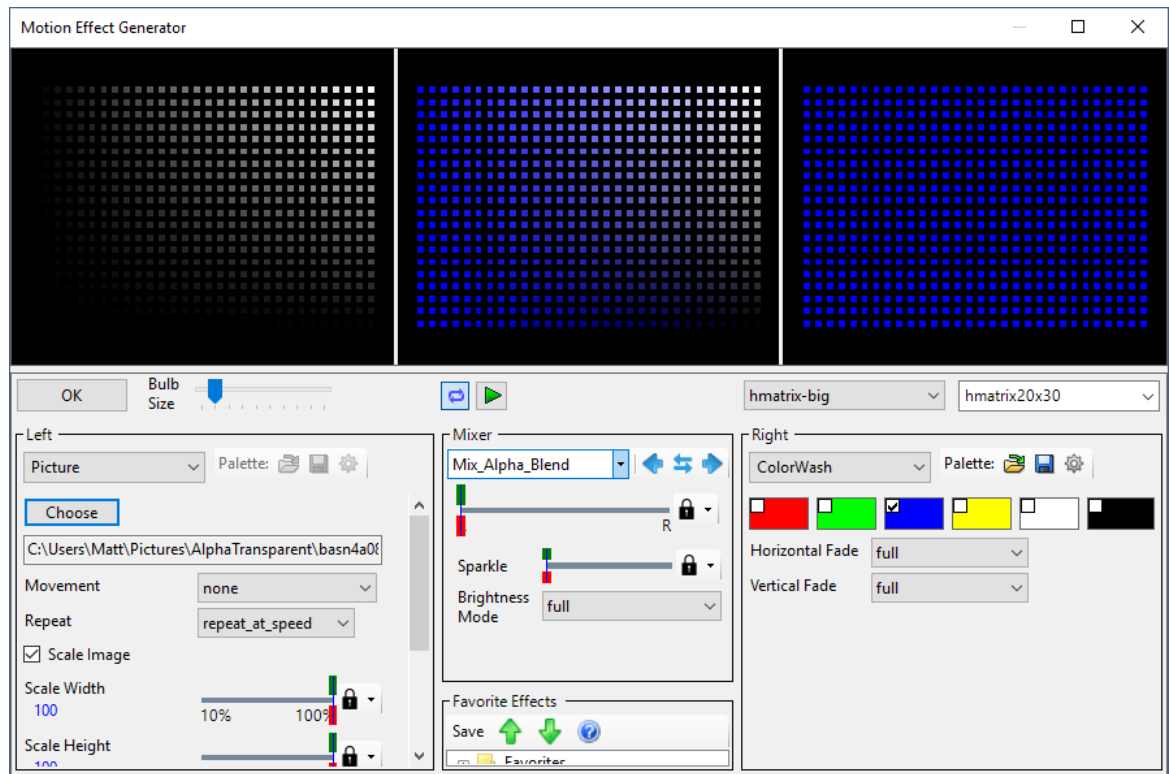 Motion Effect Generator
OK
Bulb
Size
hmatrix-big
hmatrix20x30
Left
Picture
Palette:
Choose
C:\Users\Matt\Pictures\AlphaTransparent\basn4a08
Movement
none
Repeat
repeat_at_speed
Scale Image
Scale Width
100
10%
100%
Scale Height
100
Mixer
Mix_Alpha_Blend
R
Sparkle
Brightness
Mode
full
Favorite Effects
Save
Favorites
Right
ColorWash
Palette:
Horizontal Fade
full
Vertical Fade
full